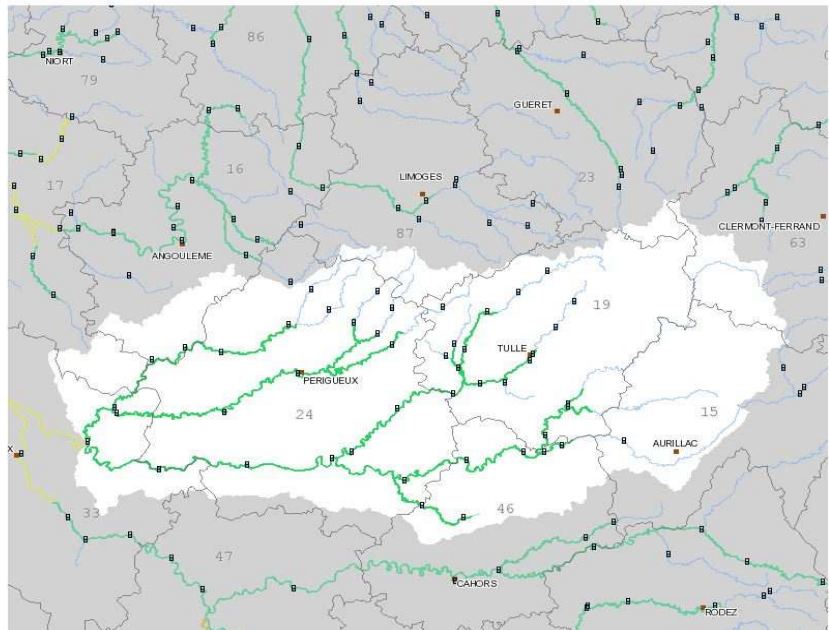 86
NIORT
79
GUERET
16
LIMOGES
23
17
CLERMONT-FERRAND
87
63
ANGOULEME
19
TULLE
PERIGUEUX
24
15
AURILLAC
X
33
46
47
CAHORS
RODEZ